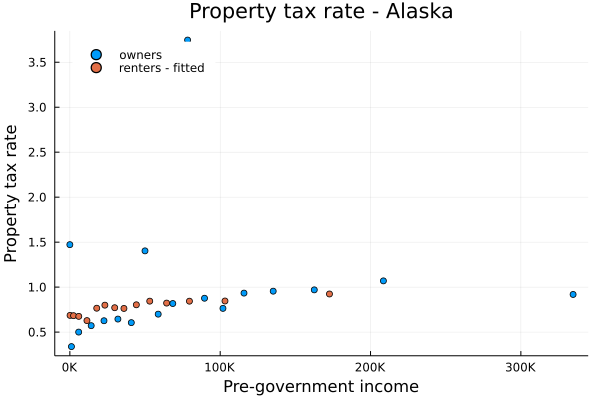 Property tax rate - Alaska
owners
renters - fitted
Property tax rate
3.5
3.0
2.5
2.0
1.5
1.0
0.5
0K
100K
200K
300K
Pre-government income